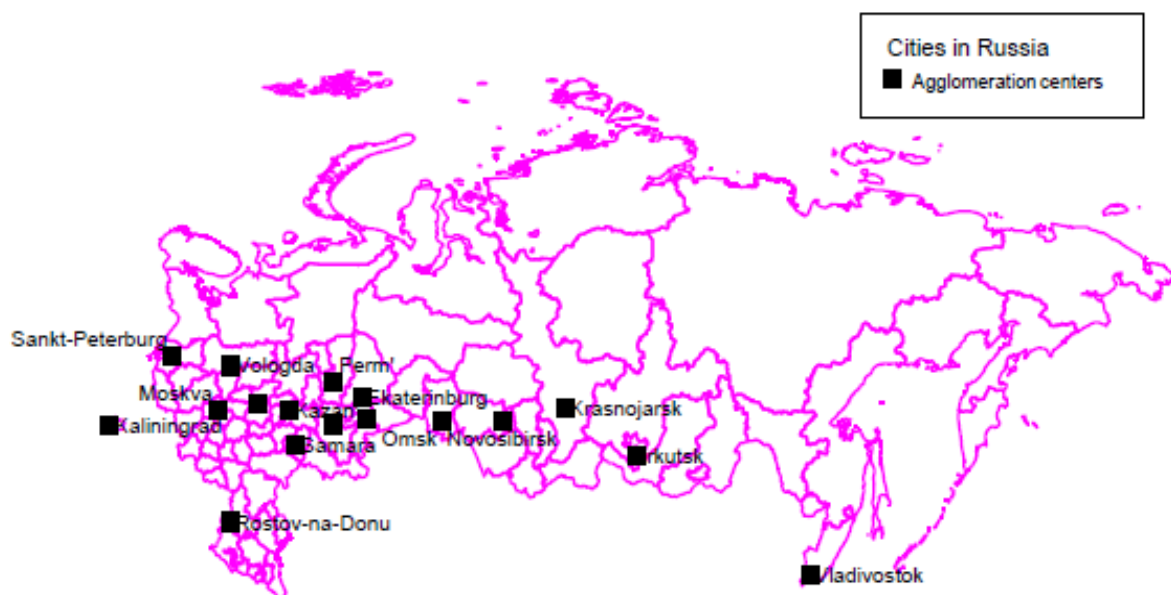 Cities in Russia
Agglomeration centers
Sankt-Peterburg
Vologda
Perm'
Moskva
Ekaterinburg
Kazan
Krasnojarsk
Kaliningrad
Omsk
Novosibirsk
Samara
Irkutsk
Rostov-na-Donu
Vladivostok